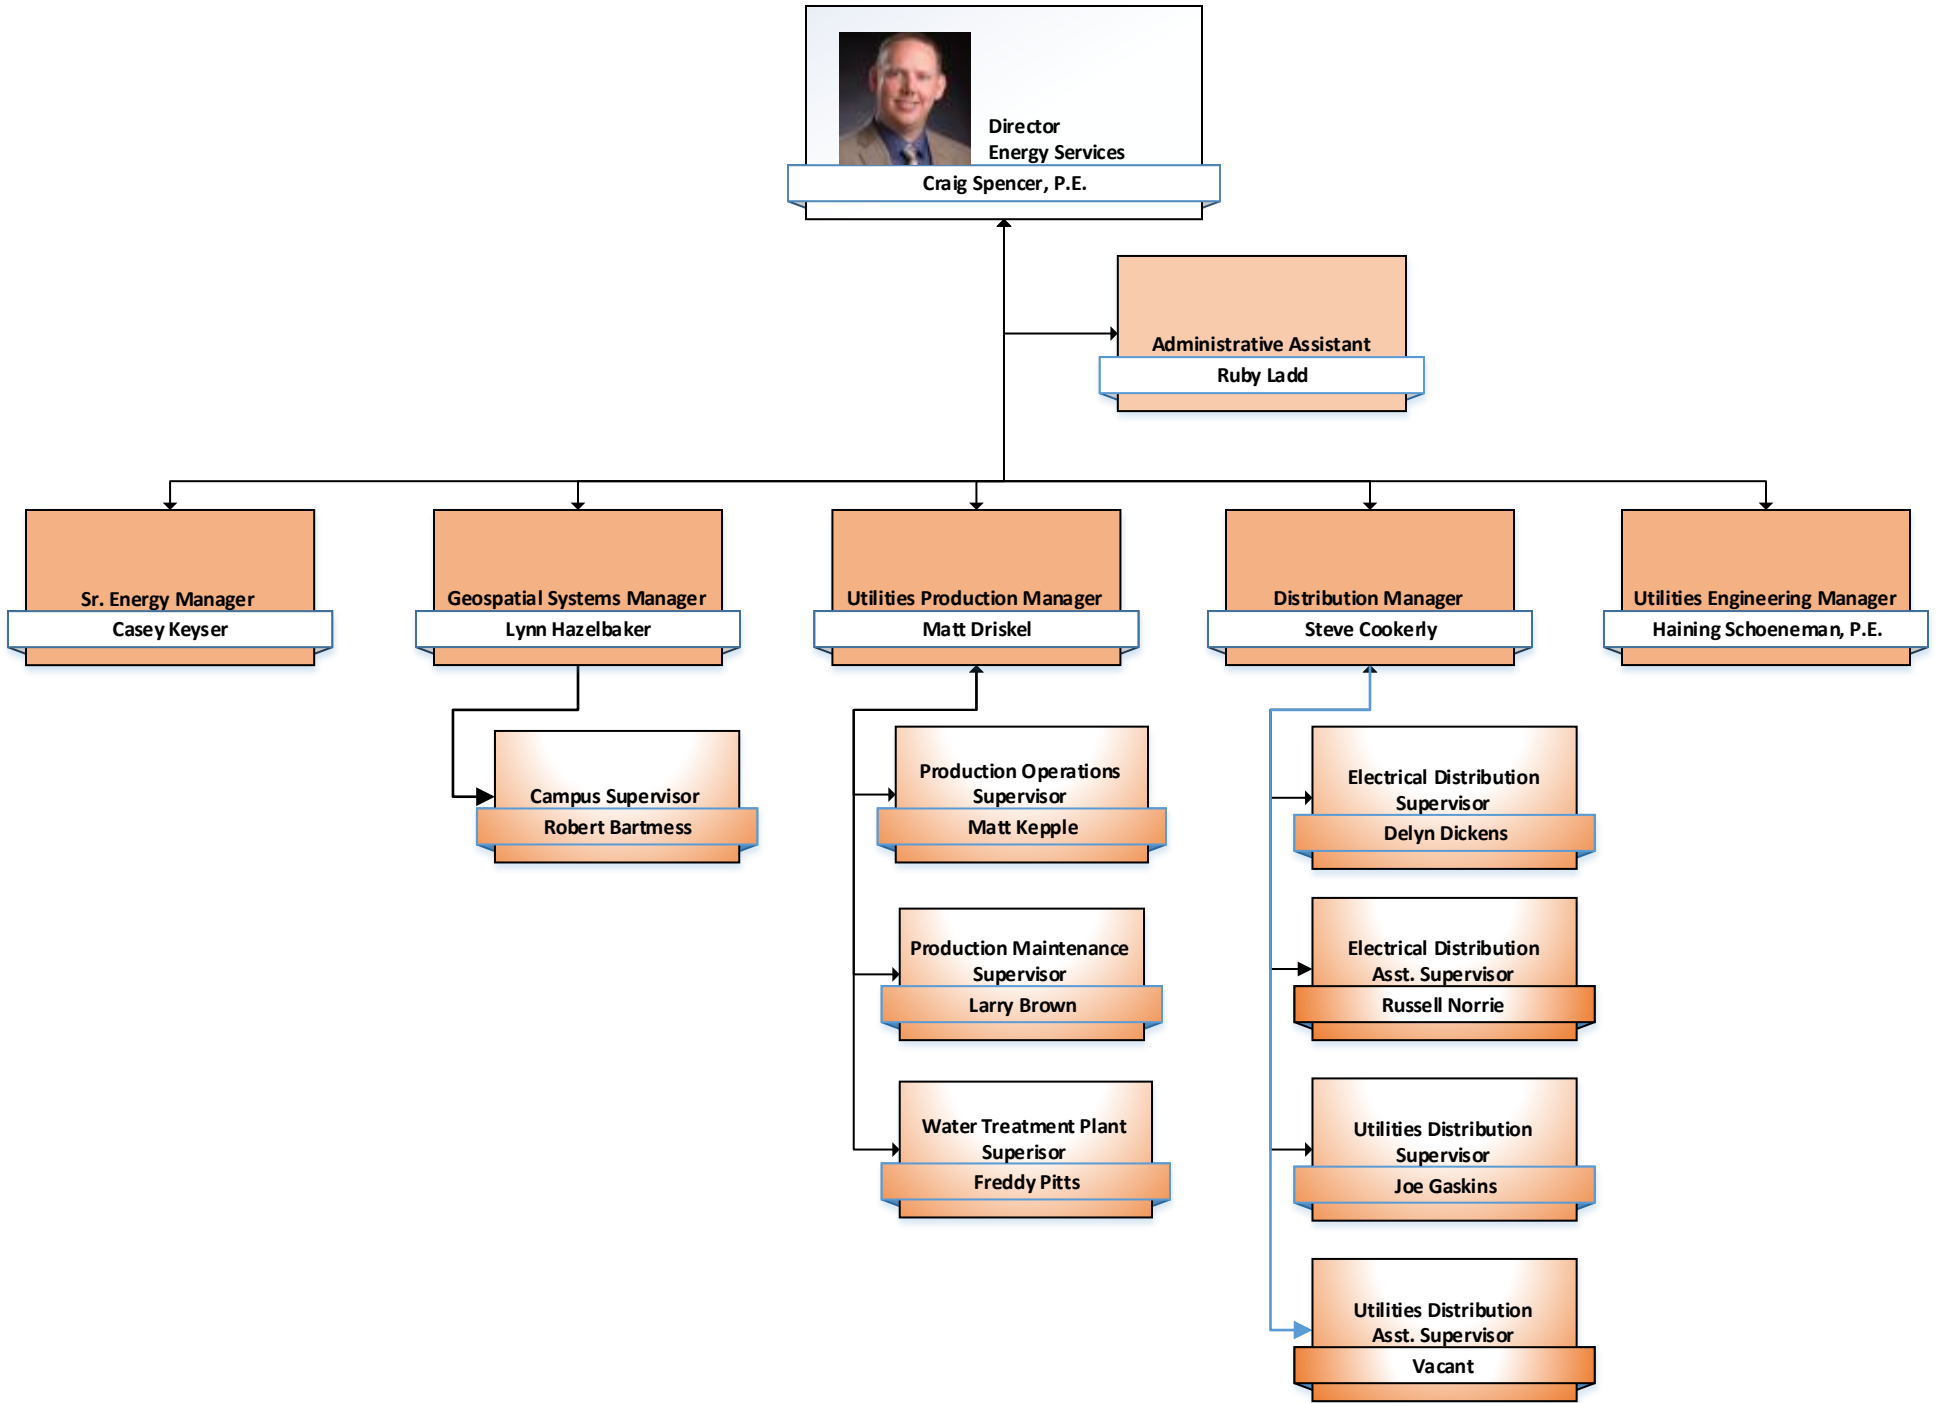 Director
Energy Services
Craig Spencer, P.E.
Administrative Assistant
Ruby Ladd
Sr. Energy Manager
Casey Keyser
Geospatial Systems Manager
Lynn Hazelbaker
Utilities Production Manager
Matt Driskel
Distribution Manager
Steve Cookerly
Utilities Engineering Manager
Haining Schoeneman, P.E.
Campus Supervisor
Robert Bartmess
Production Operations
Supervisor
Matt Kepple
Production Maintenance
Supervisor
Larry Brown
Water Treatment Plant
Superisor
Freddy Pitts
Electrical Distribution
Supervisor
Delyn Dickens
Electrical Distribution
Asst. Supervisor
Russell Norrie
Utilities Distribution
Supervisor
Joe Gaskins
Utilities Distribution
Asst. Supervisor
Vacant